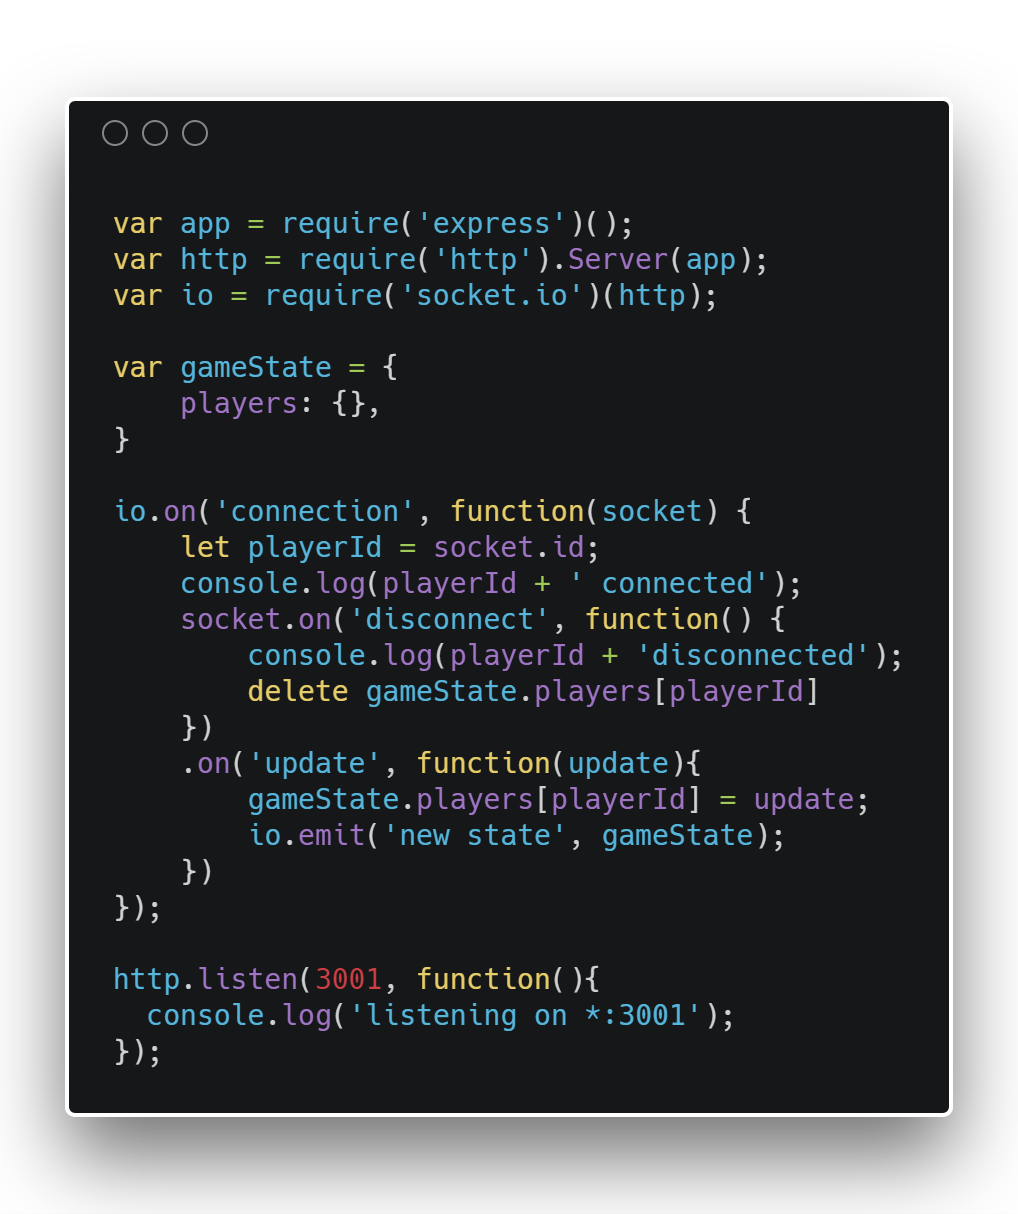 var app = require('express')();
var http = require('http').Server(app);
var io = require('socket.io')(http);

var gameState = {
    players: {},
}

io.on('connection', function(socket) {
    let playerId = socket.id;
    console.log(playerId + ' connected');
    socket.on('disconnect', function() {
        console.log(playerId + 'disconnected');
        delete gameState.players[playerId]
    })
    .on('update', function(update){
        gameState.players[playerId] = update;
        io.emit('new state', gameState);
    })
});

http.listen(3001, function(){
  console.log('listening on *:3001');
});